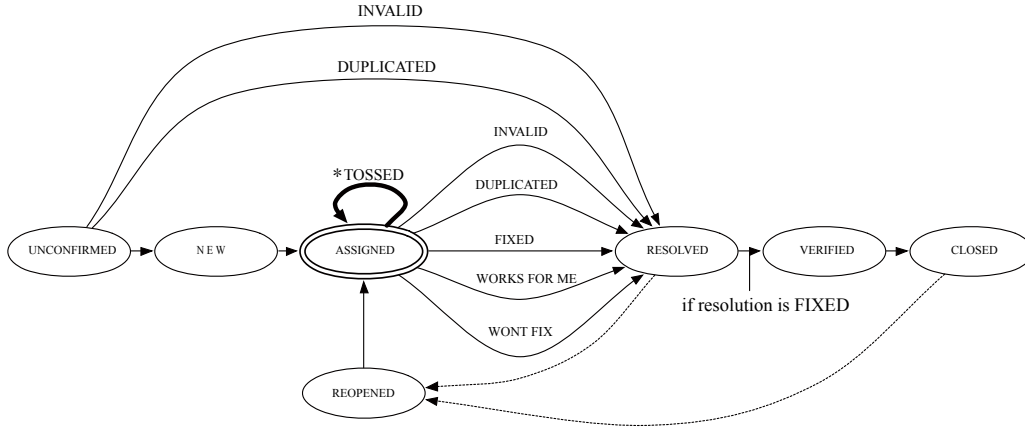 INVALID
DUPLICATED
INVALID
*TOSSED
DUPLICATED
UNCONFIRMED
N E W
ASSIGNED
FIXED
RESOLVED
VERIFIED
CLOSED
WORKS FOR ME
if resolution is FIXED
WONT FIX
REOPENED